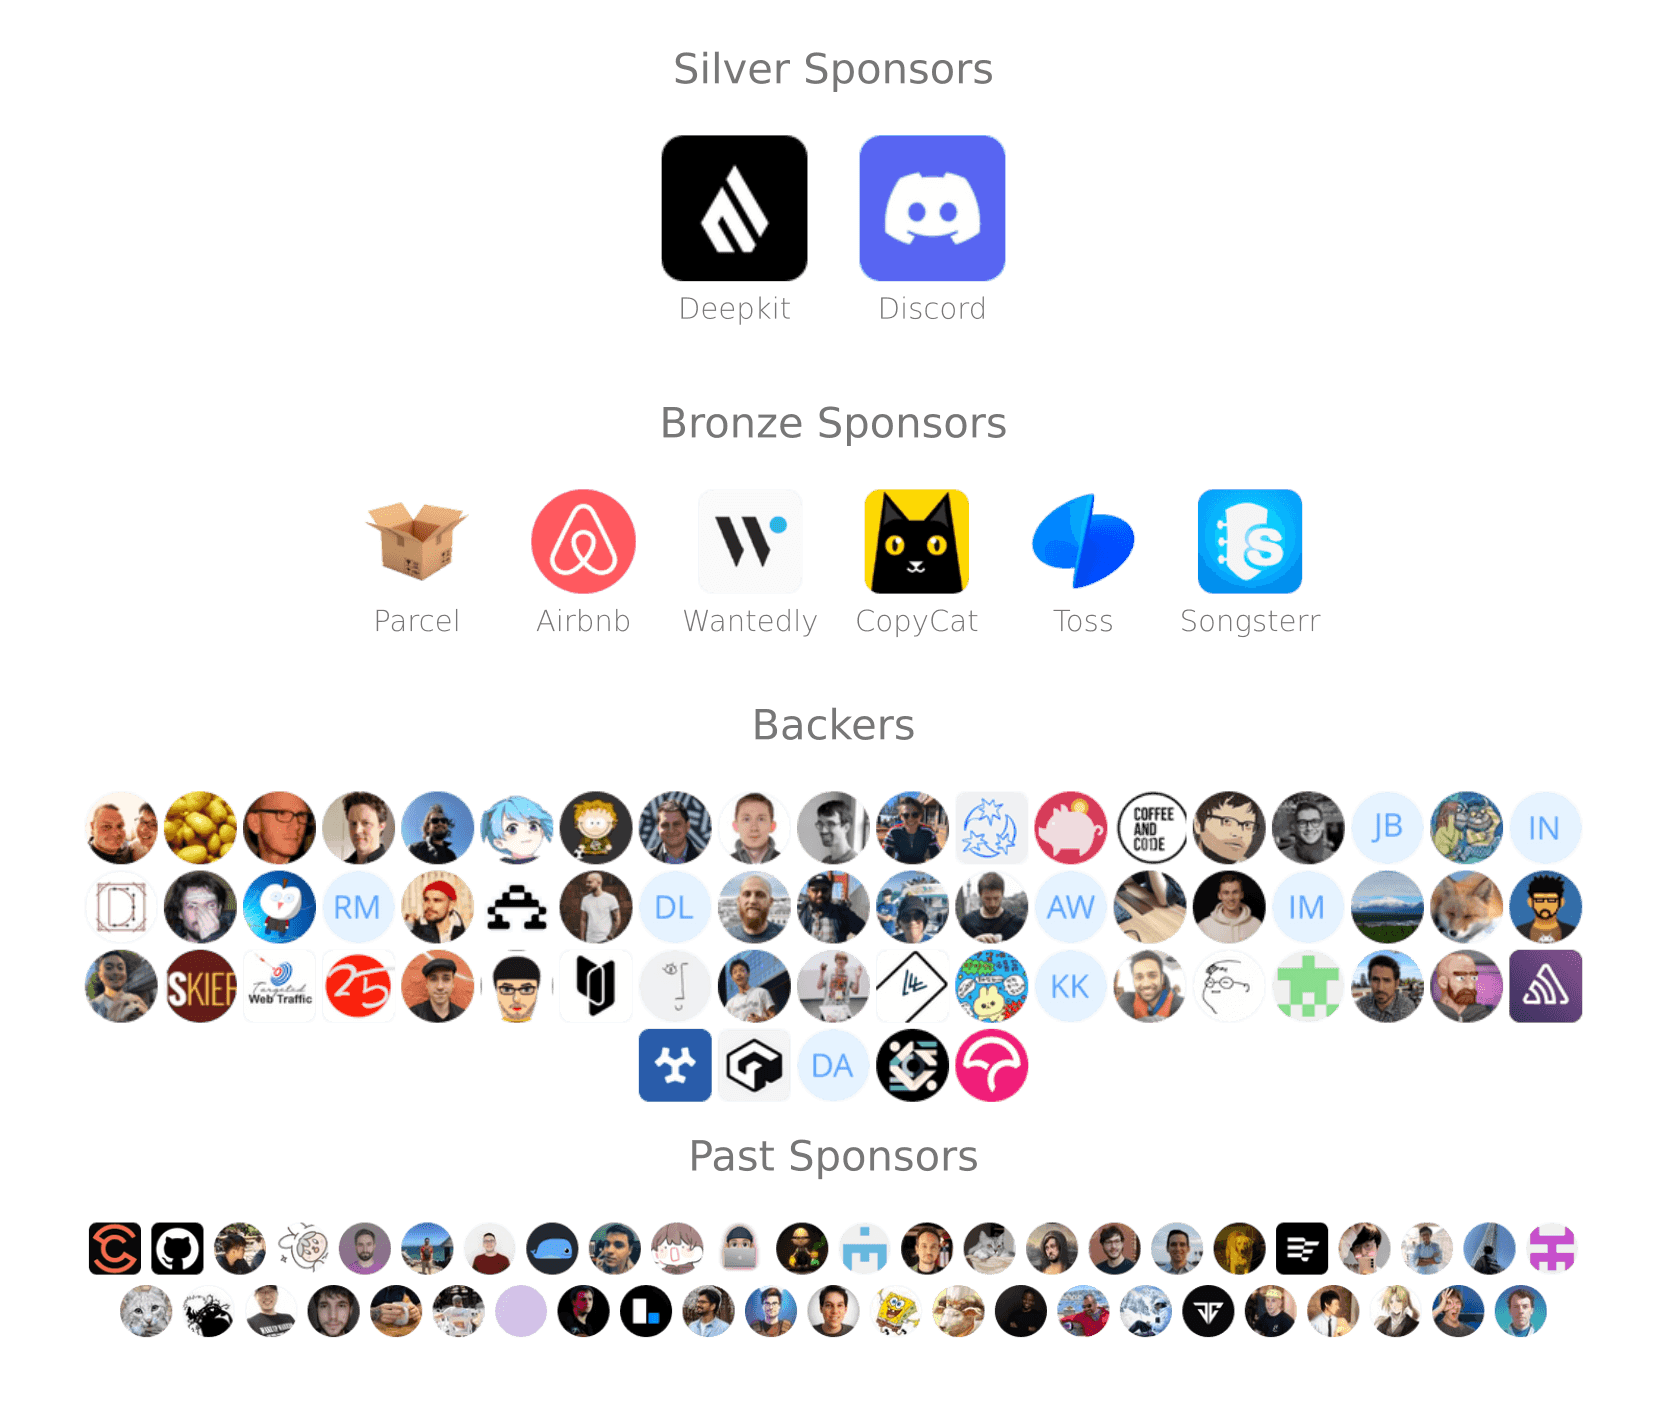 Silver Sponsors
Deepkit
Discord
Bronze Sponsors
Parcel
Airbnb
Wantedly
CopyCat
Toss
Songsterr
Backers
COFFEE
AND
CODE
JB
IN
RM
DL
AW
IM
SKIEF
Targeted
Web Traffic
25
KK
DA
Past Sponsors